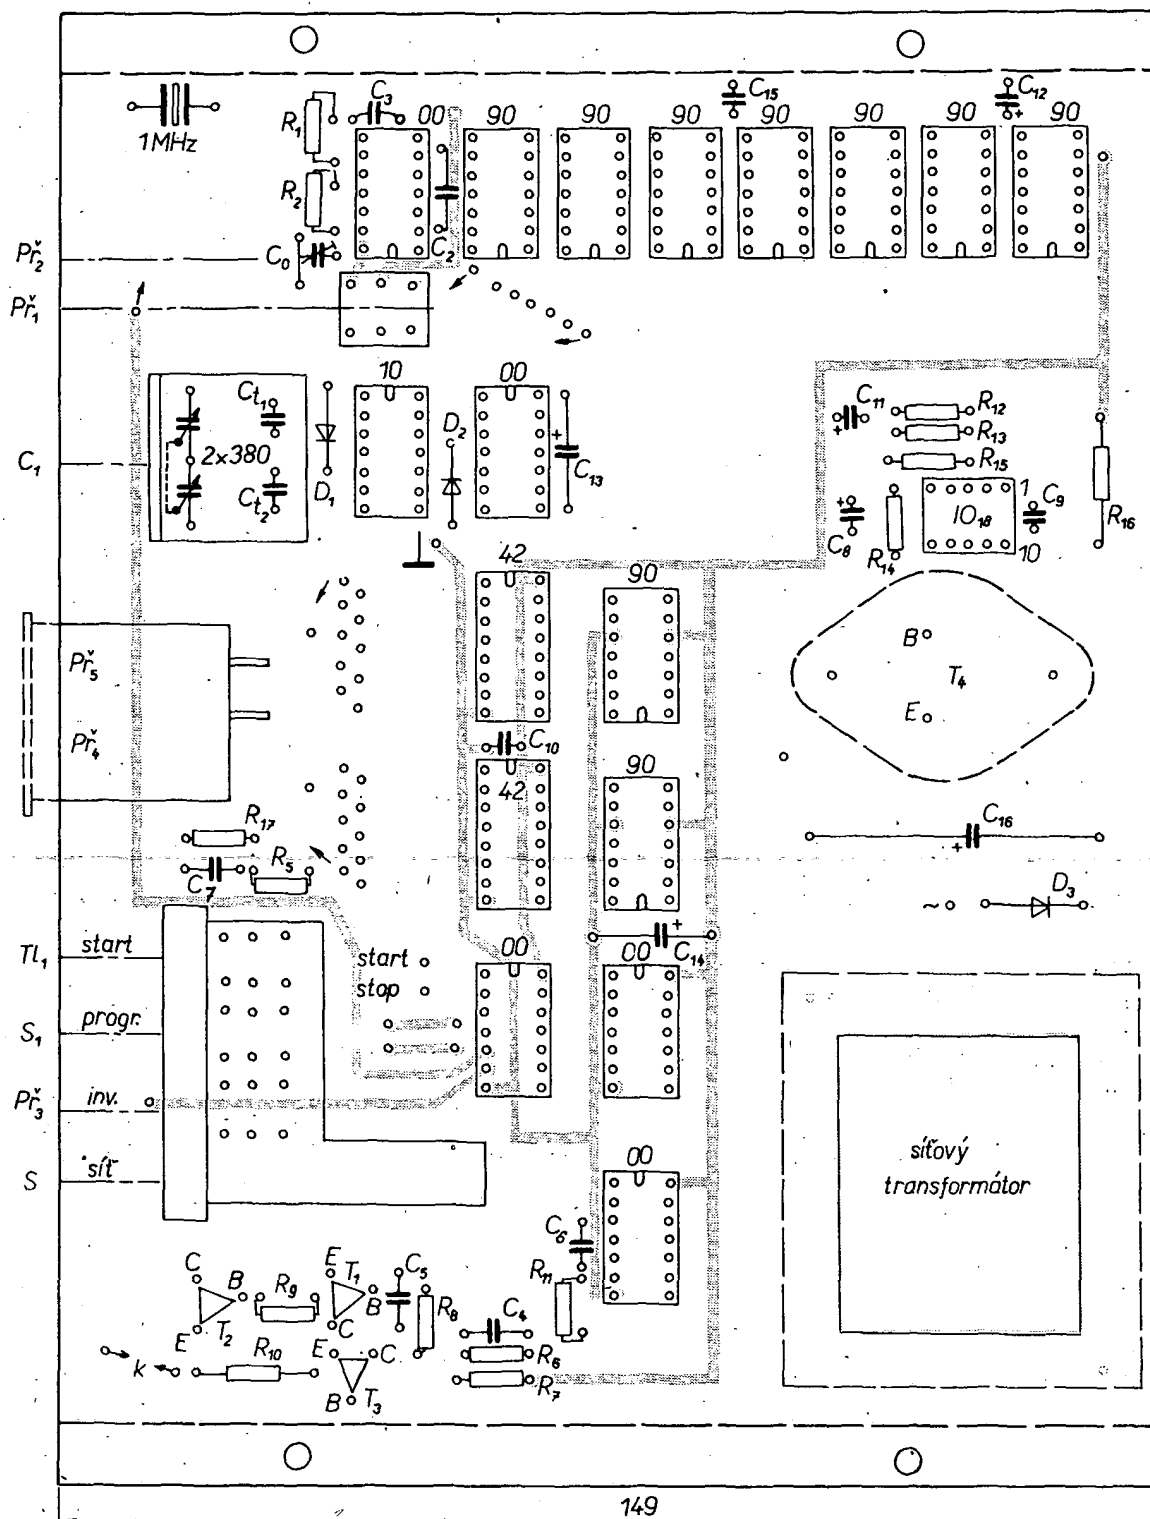 C₃
C₁₅
C₁₂
+
1MHz
R₁
00
90
90
90
90
90
90
90
R₂
C₀
C₂
Př₂
Př₁
10
00
Ct₁
D₂
C₁₁
+
R₁₂
R₁₃
C₁
2x380
+
C₁₃
R₁₅
Ct₂
D₁
+
C₈
R₁₄
1
IO₁₈
10
C₉
R₁₆
42
90
B
T₄
E
Př₅
Př₄
C₁₀
42
90
R₁₇
C₁₆
+
C₇
R₅
D₃
~
Tl₁
start
start
stop
00
+
C₁₄
00
S₁
progr.
Př₃
inv.
S
síť
síťový
transformátor
00
C₆
C
B
E
T₂
R₉
E
T₁
B
C
C₅
R₈
R₁₁
C₄
k
R₁₀
E
C
B
T₃
R₆
R₇
149